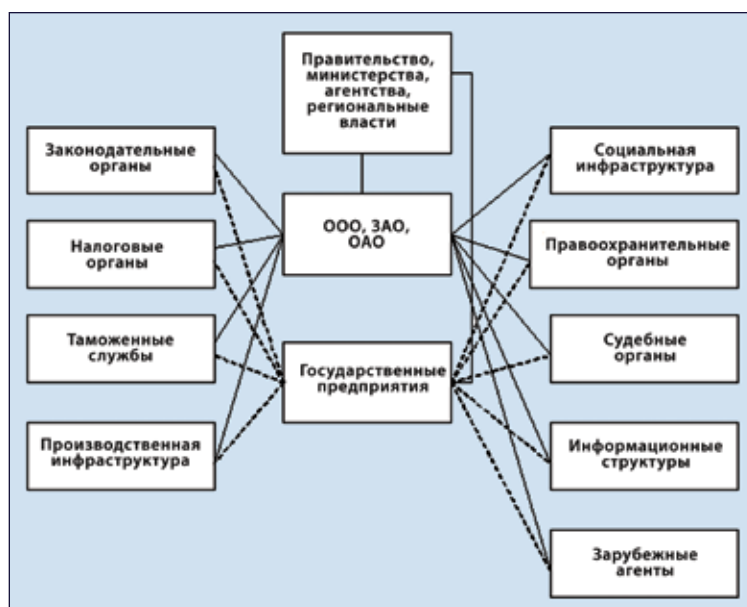 Правительство,
министерства,
агентства,
региональные
власти
Законодательные
органы
Социальная
инфраструктура
ООО, ЗАО,
ОАО
Налоговые
органы
Правоохранительные
органы
Таможенные
службы
Судебные
органы
Государственные
предприятия
Производственная
инфраструктура
Информационные
структуры
Зарубежные
агенты